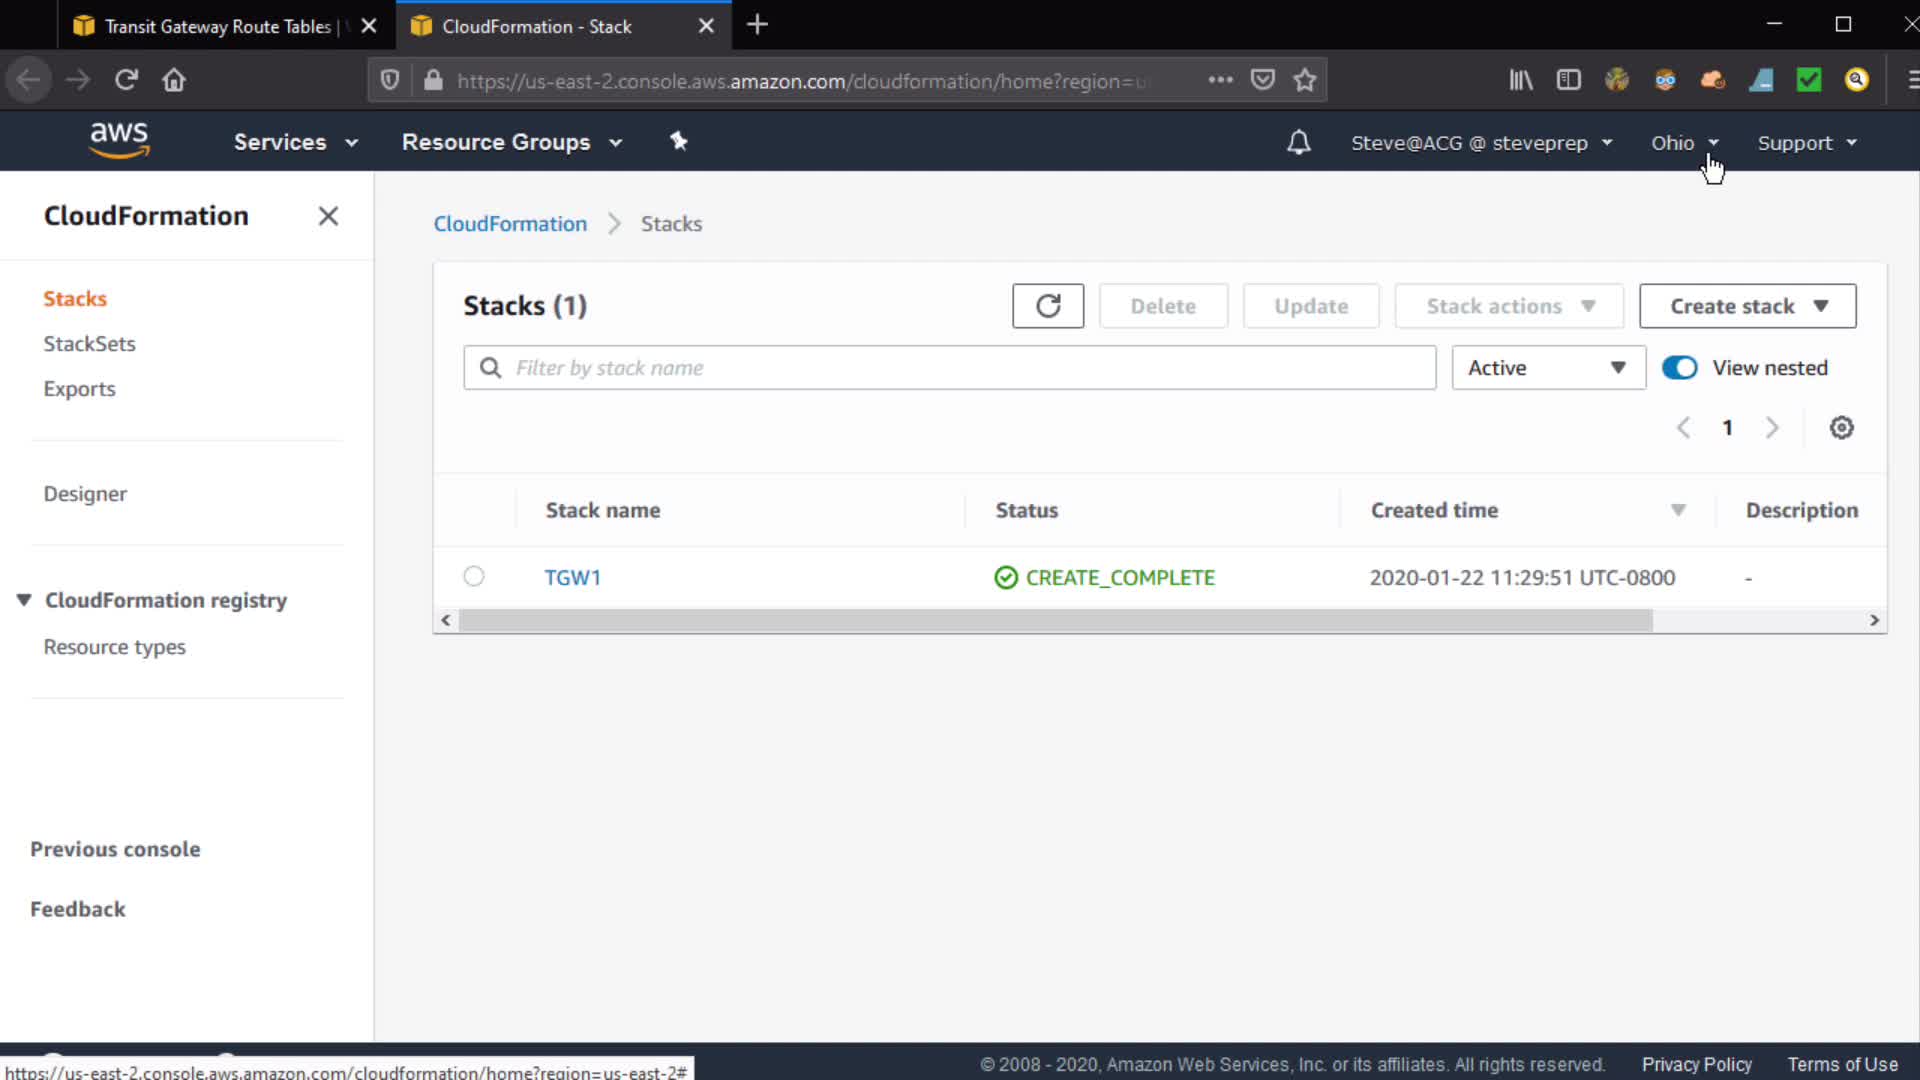 Transit Gateway Route Tables |
CloudFormation - Stack
https://us-east-2.console.aws.amazon.com/cloudformation/home?region=u
aws
Services
Resource Groups
Steve@ACG @ steveprep
Ohio
Support
CloudFormation
Stacks
StackSets
Exports
Designer
CloudFormation registry
Resource types
Previous console
Feedback
CloudFormation > Stacks
Stacks (1)
Delete
Update
Stack actions
Create stack
Filter by stack name
Active
View nested
1
Stack name
Status
Created time
Description
TGW1
CREATE_COMPLETE
2020-01-22 11:29:51 UTC-0800
-
© 2008 - 2020, Amazon Web Services, Inc. or its affiliates. All rights reserved.
Privacy Policy
Terms of Use
https://us-east-2.console.aws.amazon.com/cloudformation/home?region=us-east-2#